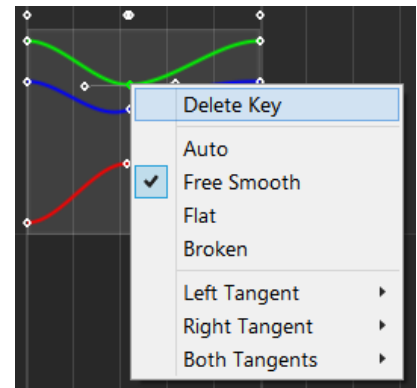 Delete Key
Auto
Free Smooth
Flat
Broken
Left Tangent
Right Tangent
Both Tangents